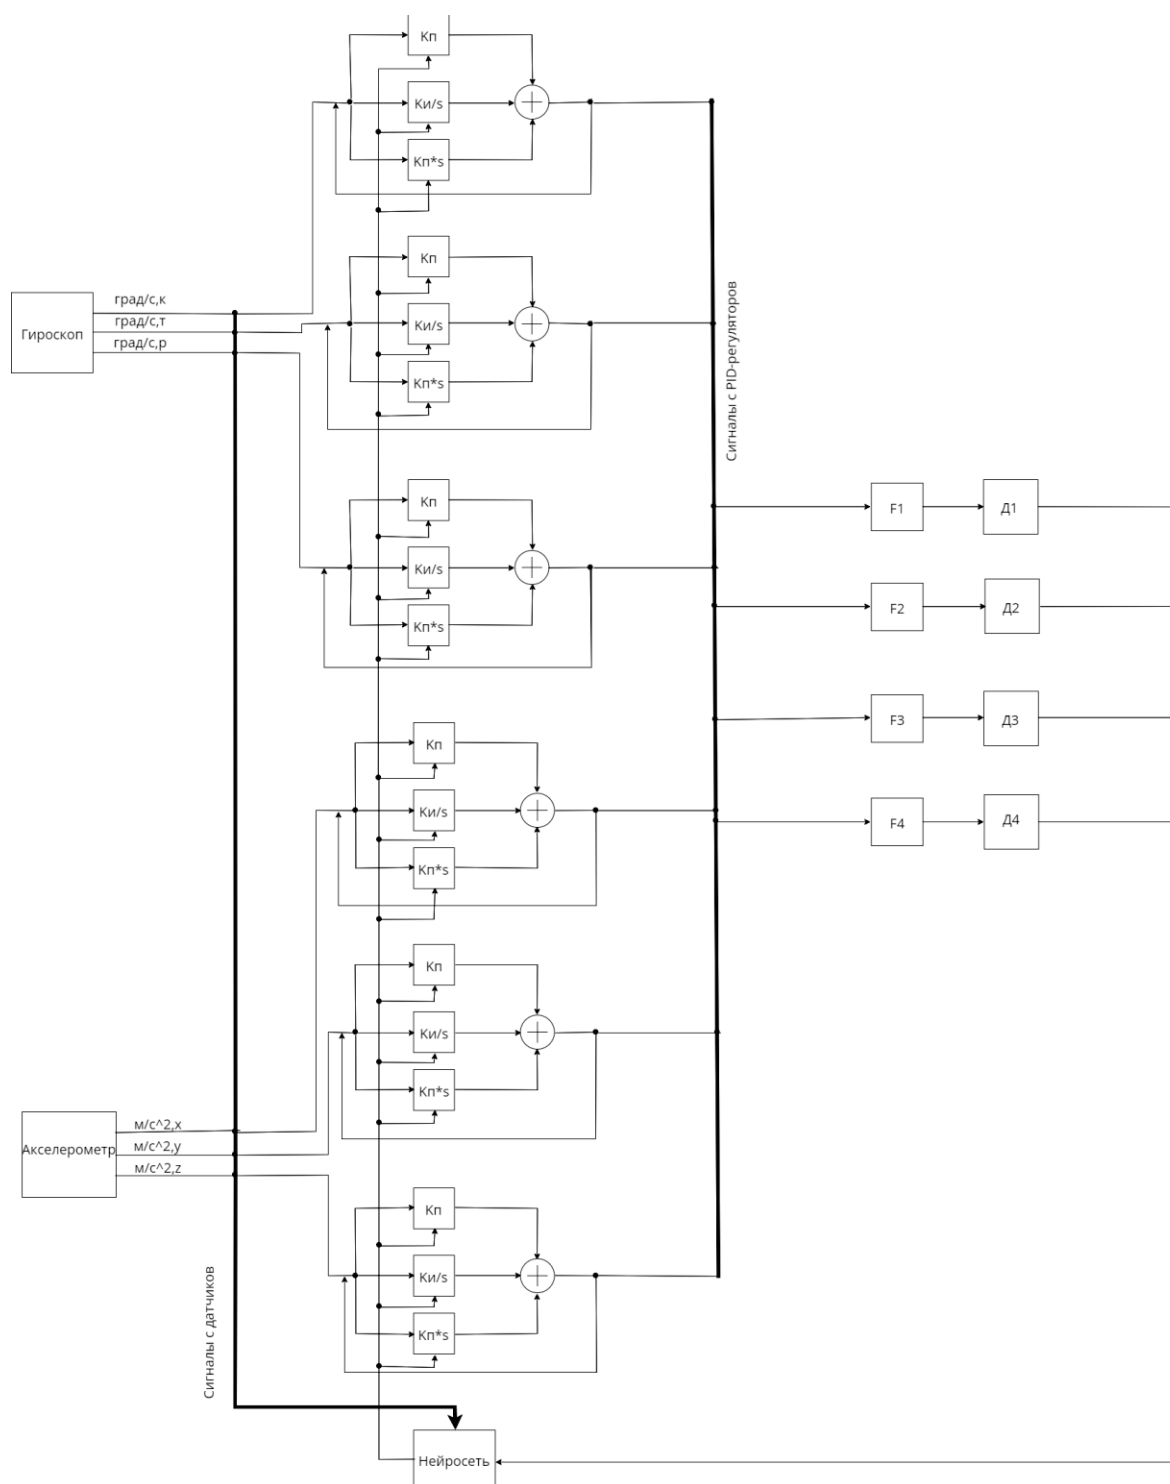 Кп
Ки/s
Кп*s
Кп
Ки/s
Кп*s
Гироскоп
град/с,к
град/с,т
град/с,р
Сигналы с PID-регуляторов
Кп
Ки/s
Кп*s
F1
Д1
F2
Д2
F3
Д3
F4
Д4
Кп
Ки/s
Кп*s
Кп
Ки/s
Кп*s
Акселерометр
м/с^2,x
м/с^2,y
м/с^2,z
Кп
Ки/s
Кп*s
Сигналы с датчиков
Нейросеть